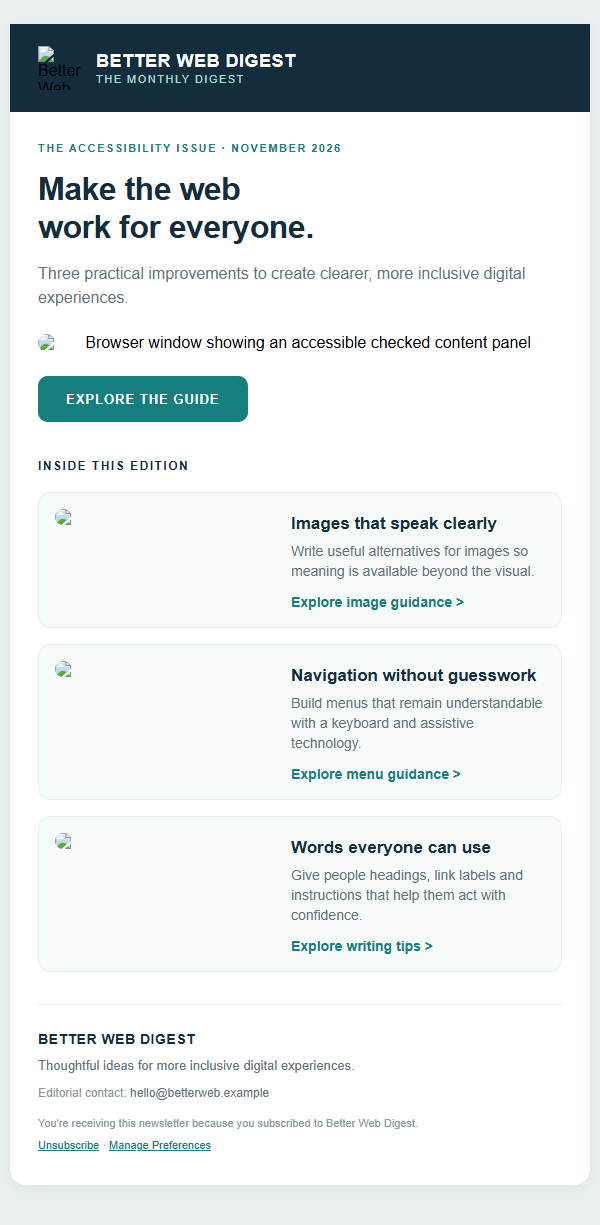 Better
Web
BETTER WEB DIGEST
THE MONTHLY DIGEST
THE ACCESSIBILITY ISSUE · NOVEMBER 2026
Make the web
work for everyone.
Three practical improvements to create clearer, more inclusive digital
experiences.
Browser window showing an accessible checked content panel
EXPLORE THE GUIDE
INSIDE THIS EDITION
Images that speak clearly
Write useful alternatives for images so
meaning is available beyond the visual.
Explore image guidance >
Navigation without guesswork
Build menus that remain understandable
with a keyboard and assistive
technology.
Explore menu guidance >
Words everyone can use
Give people headings, link labels and
instructions that help them act with
confidence.
Explore writing tips >
BETTER WEB DIGEST
Thoughtful ideas for more inclusive digital experiences.
Editorial contact: hello@betterweb.example
You're receiving this newsletter because you subscribed to Better Web Digest.
Unsubscribe · Manage Preferences